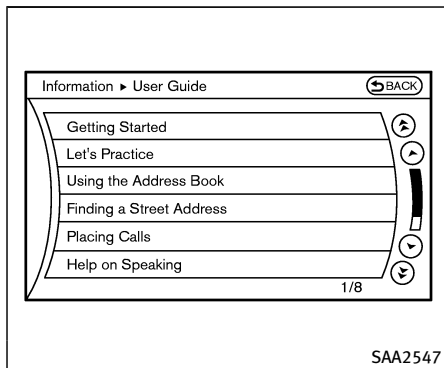 Information ▶ User Guide
BACK
Getting Started
Let's Practice
Using the Address Book
Finding a Street Address
Placing Calls
Help on Speaking
1/8
SAA2547